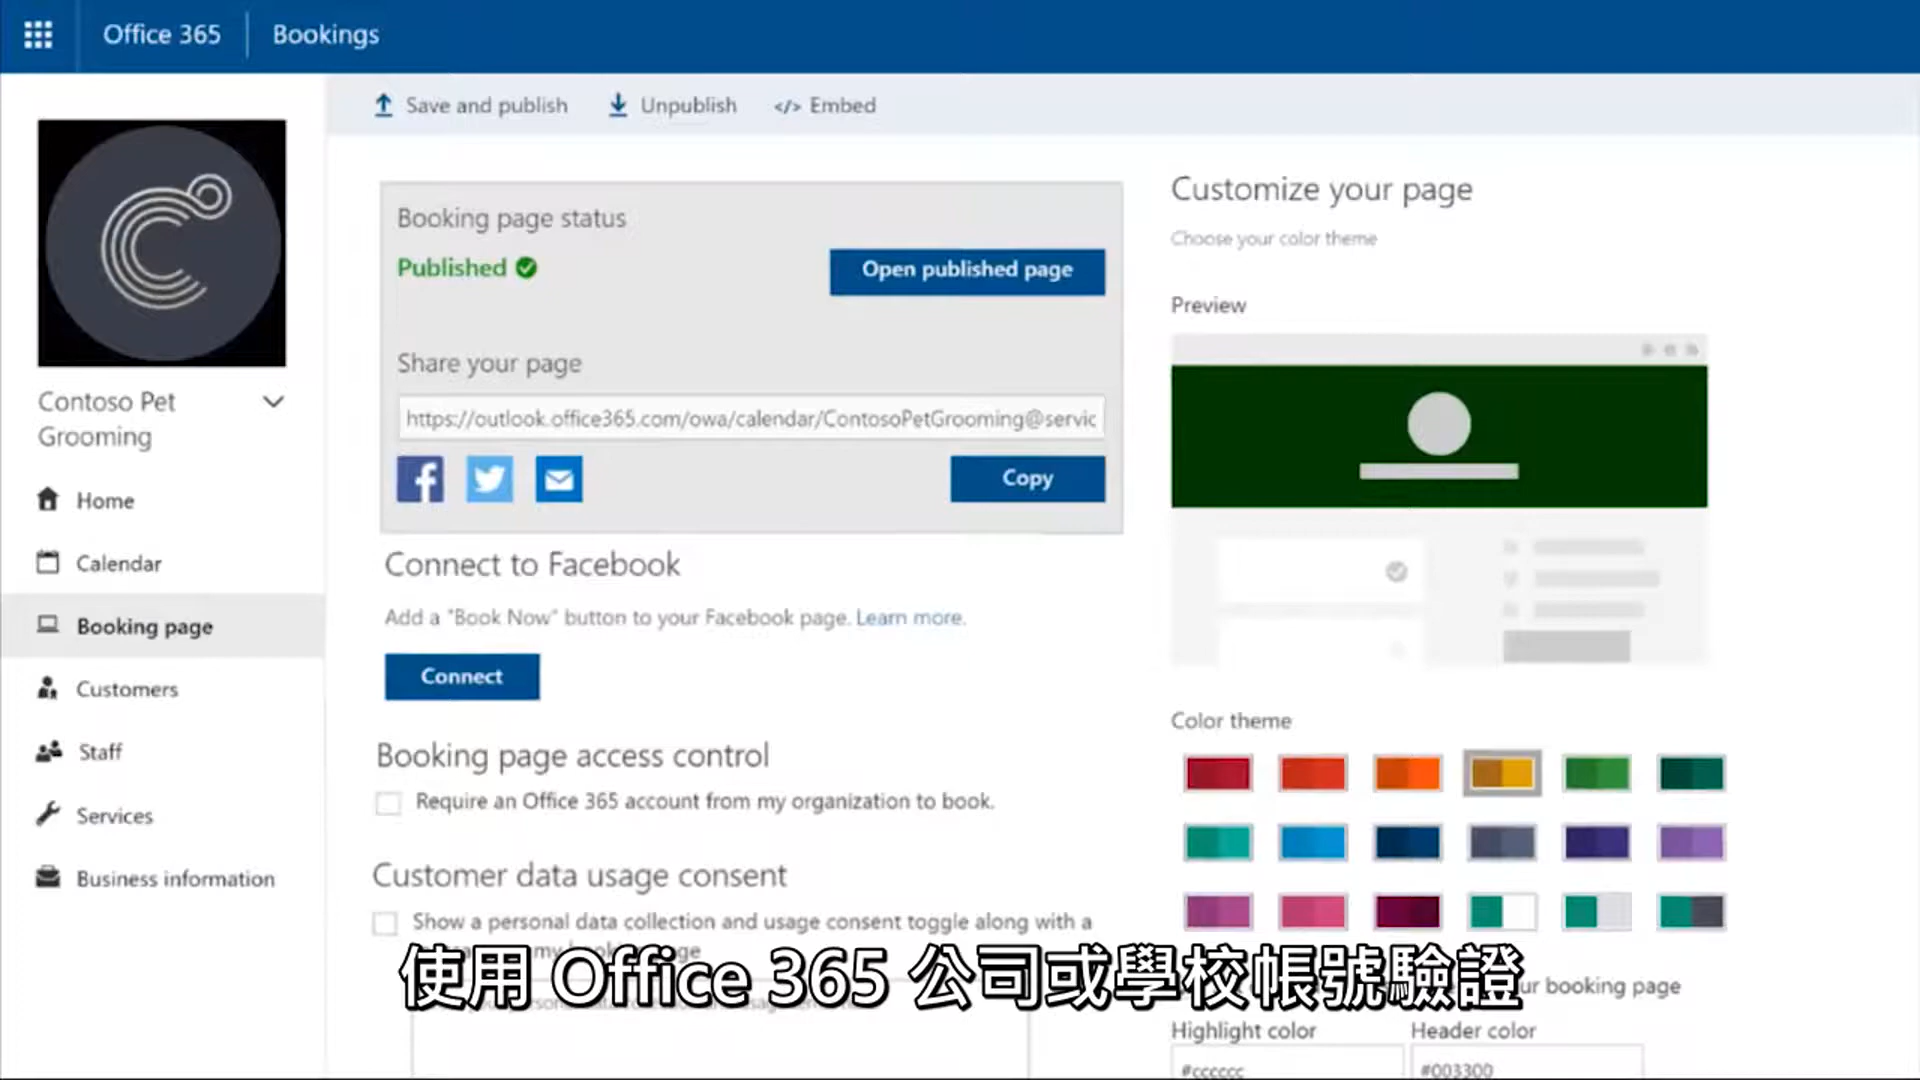 Office 365
Bookings
Save and publish
Unpublish
Embed
Contoso Pet
Grooming
Home
Calendar
Booking page
Customers
Staff
Services
Business information
Booking page status
Published
Open published page
Share your page
https://outlook.office365.com/owa/calendar/ContosoPetGrooming@servic
Copy
Connect to Facebook
Add a "Book Now" button to your Facebook page. Learn more.
Connect
Booking page access control
Require an Office 365 account from my organization to book.
Customer data usage consent
Show a personal data collection and usage consent toggle along with a
my
Customize your page
Choose your color theme
Preview
Color theme
booking page
Highlight color
Header color
#cccccc
#003300
使用 Office 365 公司或學校帳號驗證